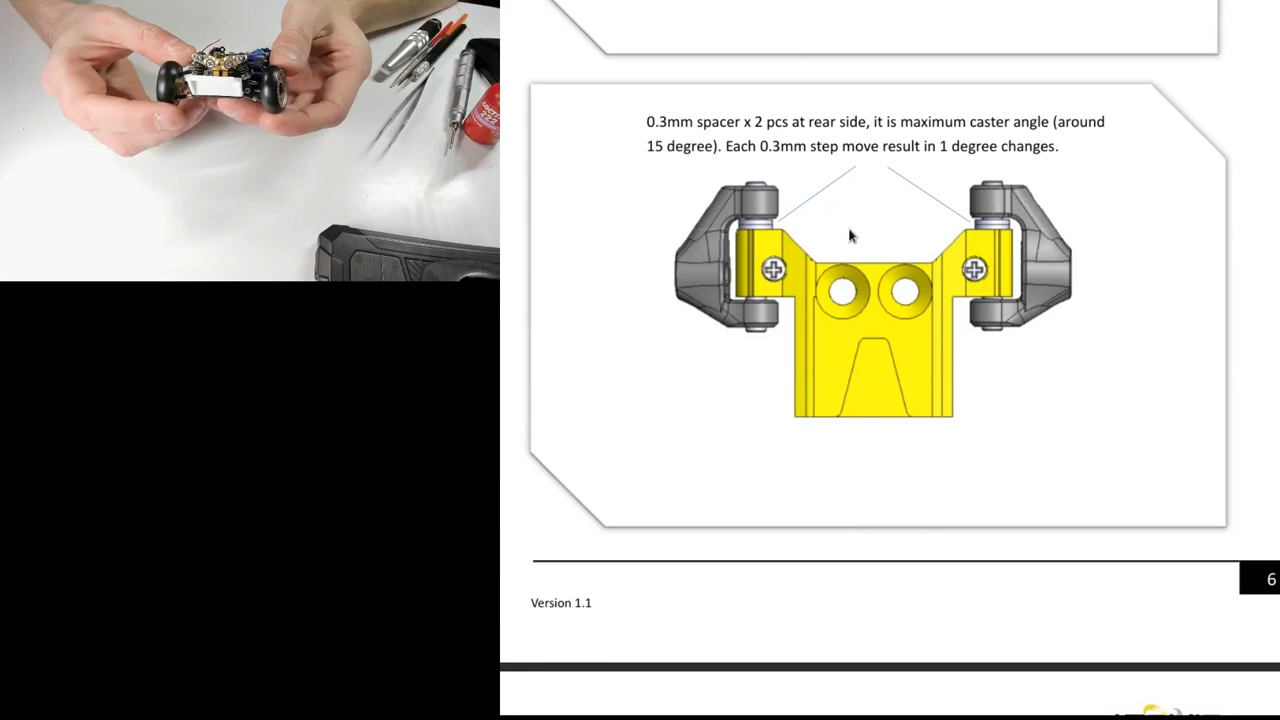 0.3mm spacer x 2 pcs at rear side, it is maximum caster angle (around
15 degree). Each 0.3mm step move result in 1 degree changes.
6
Version 1.1